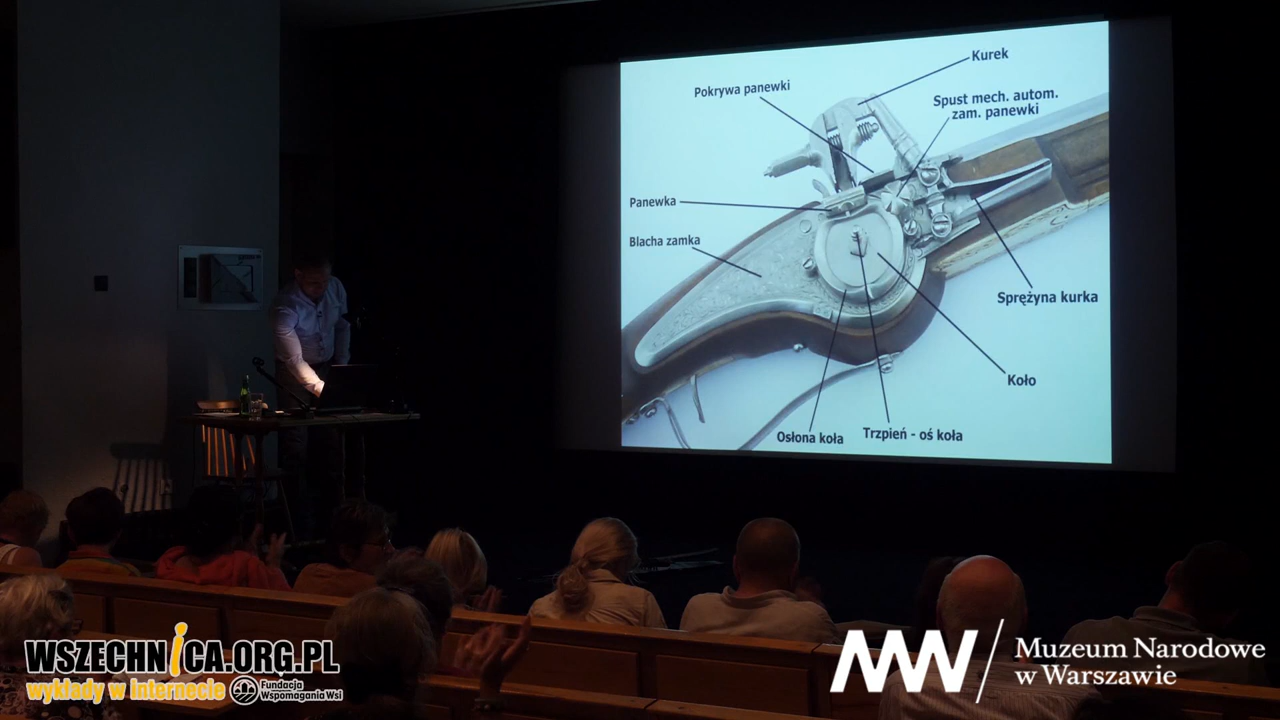 Kurek
Pokrywa panewki
Spust mech. autom.
zam. panewki
Panewka
Blacha zamka
Sprężyna kurka
Koło
Osłona koła
Trzpień - oś koła
WSZECHNICA.ORG.PL
wykłady w Internecie
Fundacja
Wspomagania Wsi
Muzeum Narodowe
w Warszawie